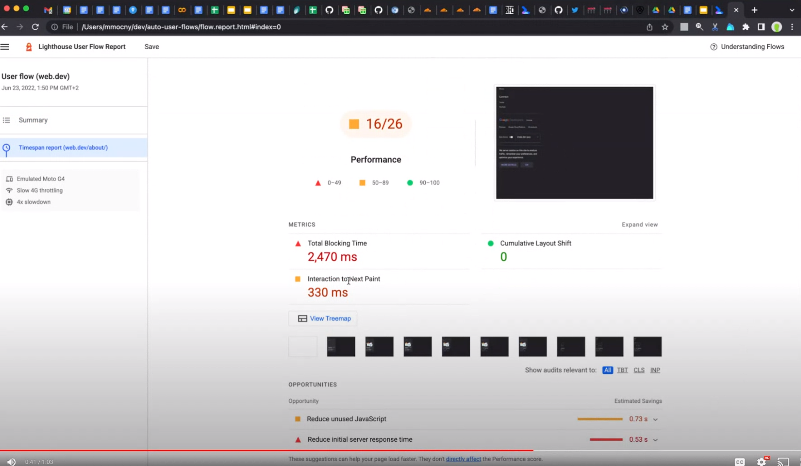 File | /Users/mmocny/dev/auto-user-flows/flow.report.html#index=0
Lighthouse User Flow Report Save Understanding Flows
User flow (web.dev)
Jun 23, 2022, 1:50 PM GMT+2
Summary
Timespan report (web.dev/about/)
Emulated Moto G4
Slow 4G throttling
4x slowdown
16/26
Performance
0–49 50–89 90–100
METRICS Expand view
Total Blocking Time
2,470 ms
Cumulative Layout Shift
0
Interaction to Next Paint
330 ms
View Treemap
Show audits relevant to: All TBT CLS INP
OPPORTUNITIES
Opportunity Estimated Savings
Reduce unused JavaScript 0.73 s
Reduce initial server response time 0.53 s
These suggestions can help your page load faster. They don't directly affect the Performance score.
0:41 / 1:03